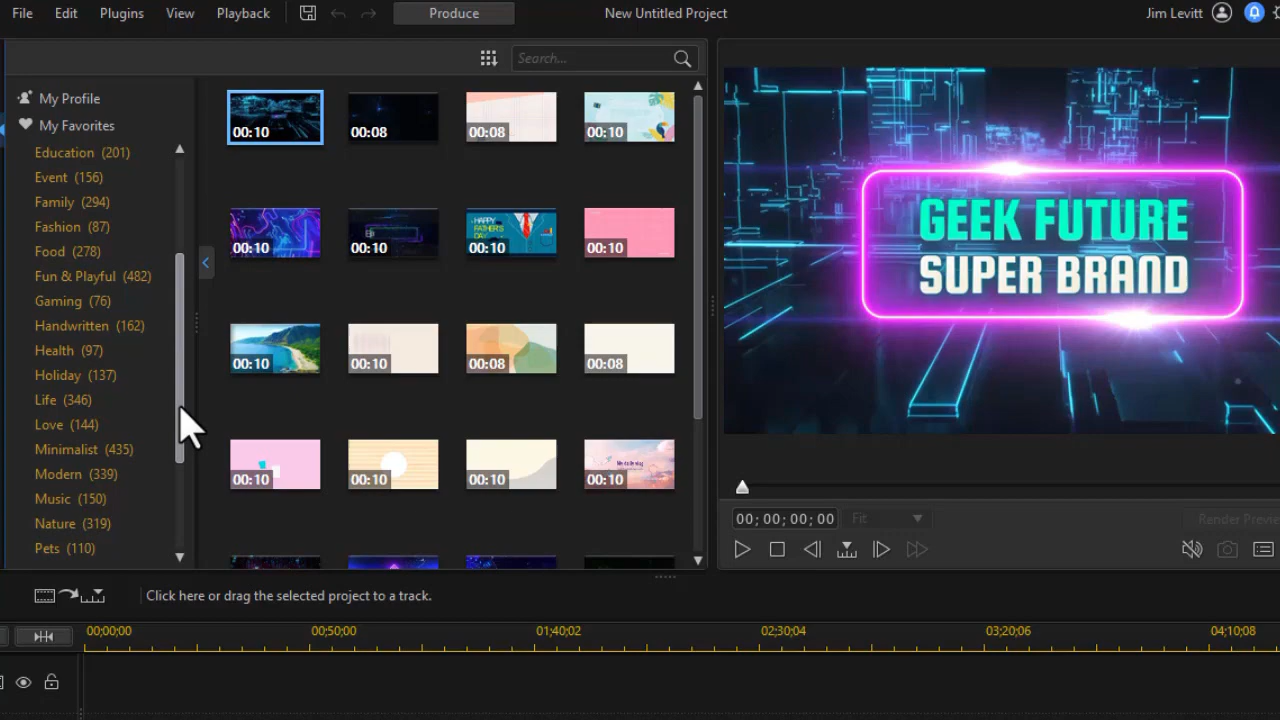 File Edit Plugins View Playback Produce New Untitled Project Jim Levitt
Search...
My Profile
My Favorites
Education (201)
Event (156)
Family (294)
Fashion (87)
Food (278)
Fun & Playful (482)
Gaming (76)
Handwritten (162)
Health (97)
Holiday (137)
Life (346)
Love (144)
Minimalist (435)
Modern (339)
Music (150)
Nature (319)
Pets (110)
00:10 00:08 00:08 00:10
HAPPY
FATHER'S
DAY
00:10 00:10 00:10 00:10
00:10 00:10 00:08 00:08
00:10 00:10 00:10 00:10
GEEK FUTURE
SUPER BRAND
00; 00; 00; 00 Fit Render Previ
Click here or drag the selected project to a track.
00;00;00 00;50;00 01;40;02 02;30;04 03;20;06 04;10;08